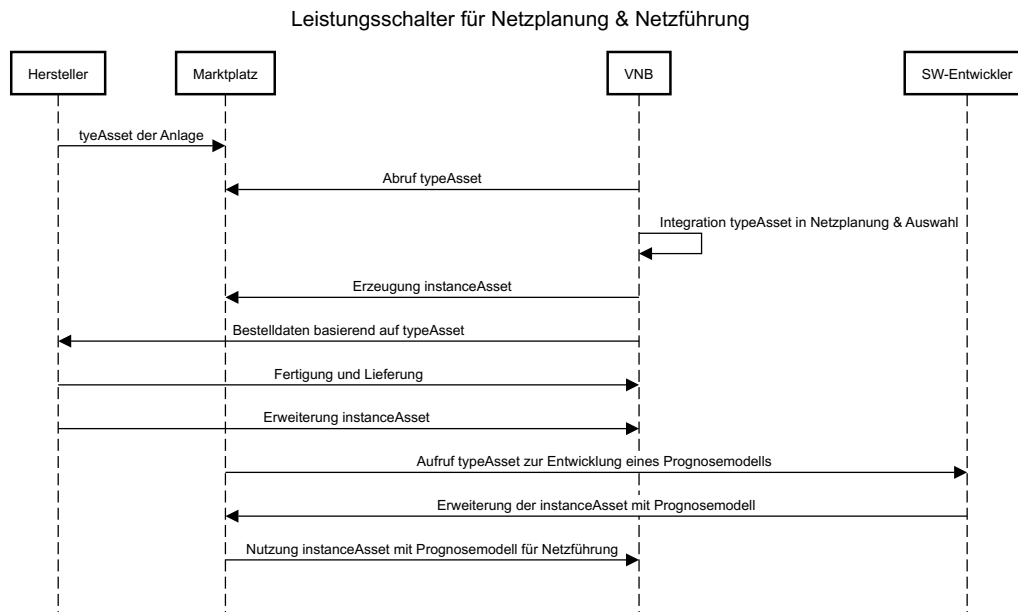 Leistungsschalter für Netzplanung & Netzführung
Hersteller
Marktplatz
VNB
SW-Entwickler
tyeAsset der Anlage
Abruf typeAsset
Integration typeAsset in Netzplanung & Auswahl
Erzeugung instanceAsset
Bestelldaten basierend auf typeAsset
Fertigung und Lieferung
Erweiterung instanceAsset
Aufruf typeAsset zur Entwicklung eines Prognosemodells
Erweiterung der instanceAsset mit Prognosemodell
Nutzung instanceAsset mit Prognosemodell für Netzführung